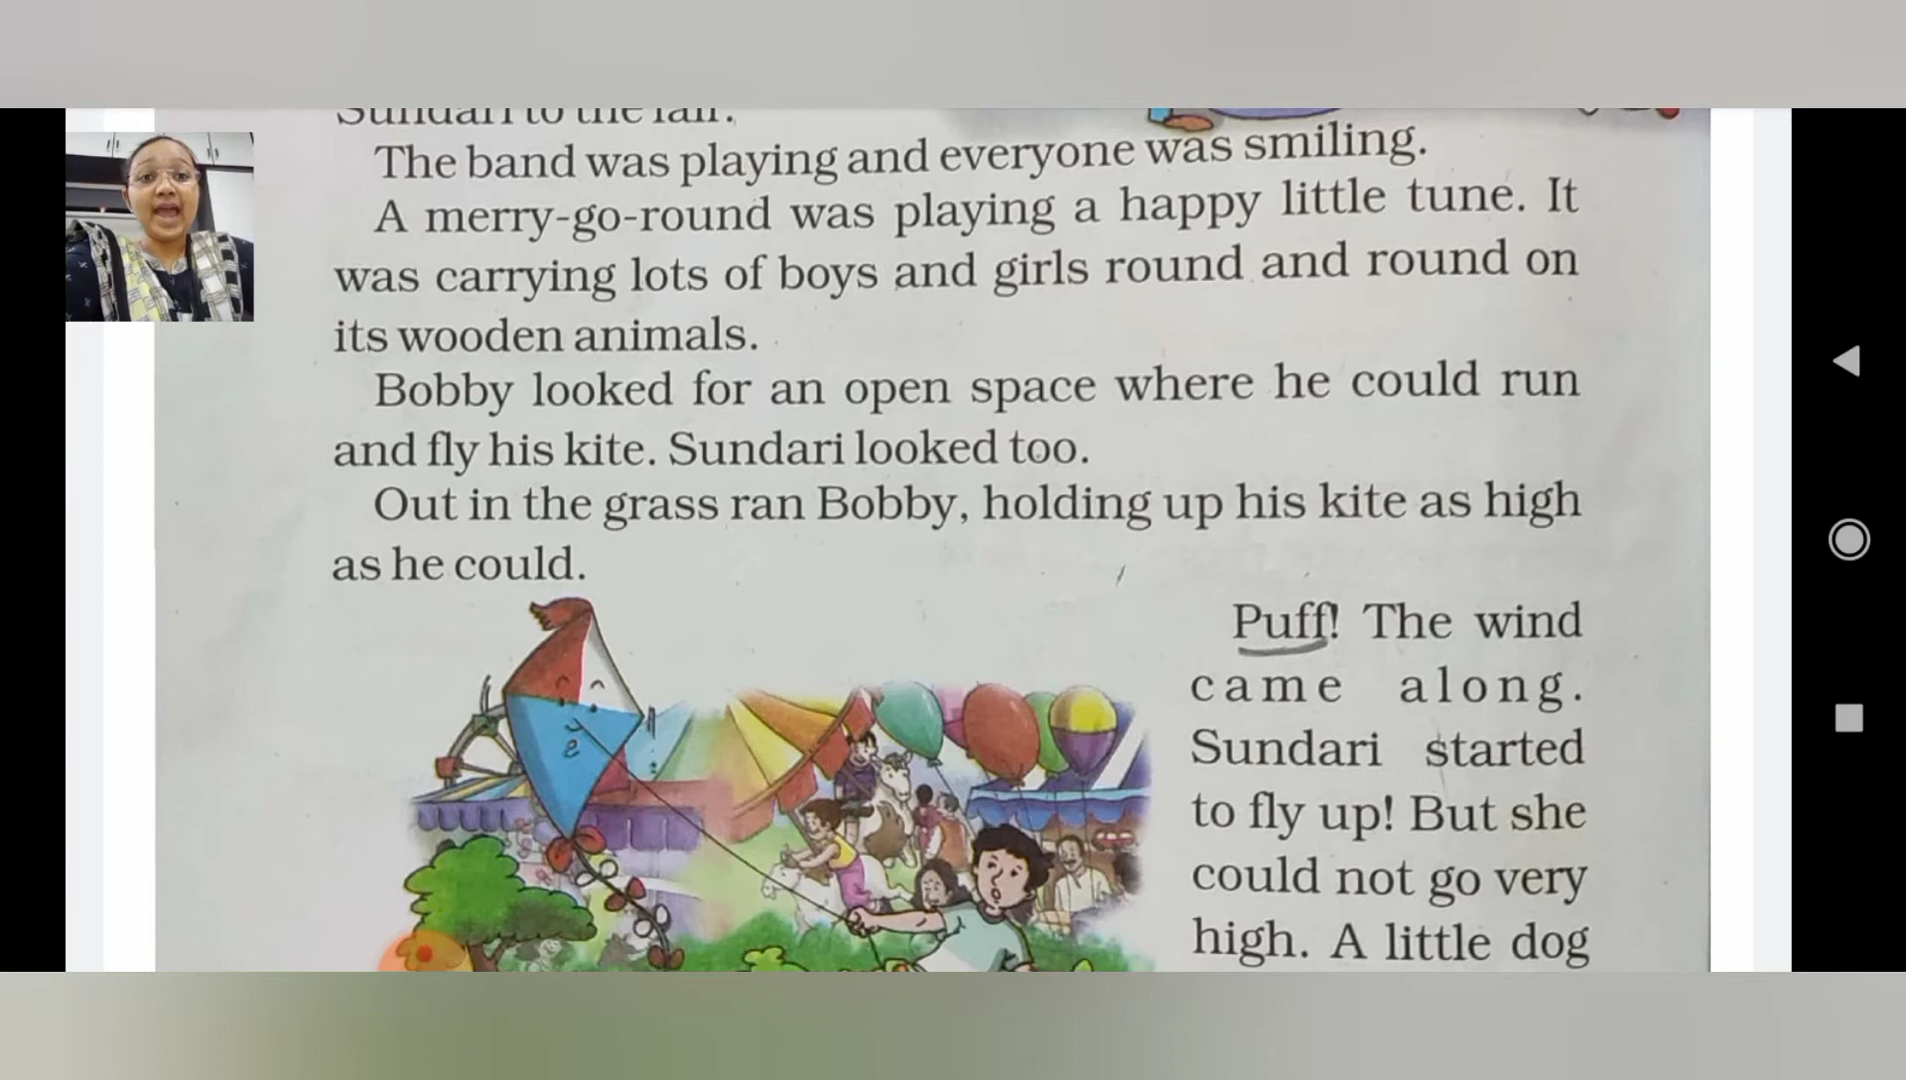 Sundari to the fair.
The band was playing and everyone was smiling.
A merry-go-round was playing a happy little tune. It
was carrying lots of boys and girls round and round on
its wooden animals.
Bobby looked for an open space where he could run
and fly his kite. Sundari looked too.
Out in the grass ran Bobby, holding up his kite as high
as he could.
Puff! The wind
came along.
Sundari started
to fly up! But she
could not go very
high. A little dog